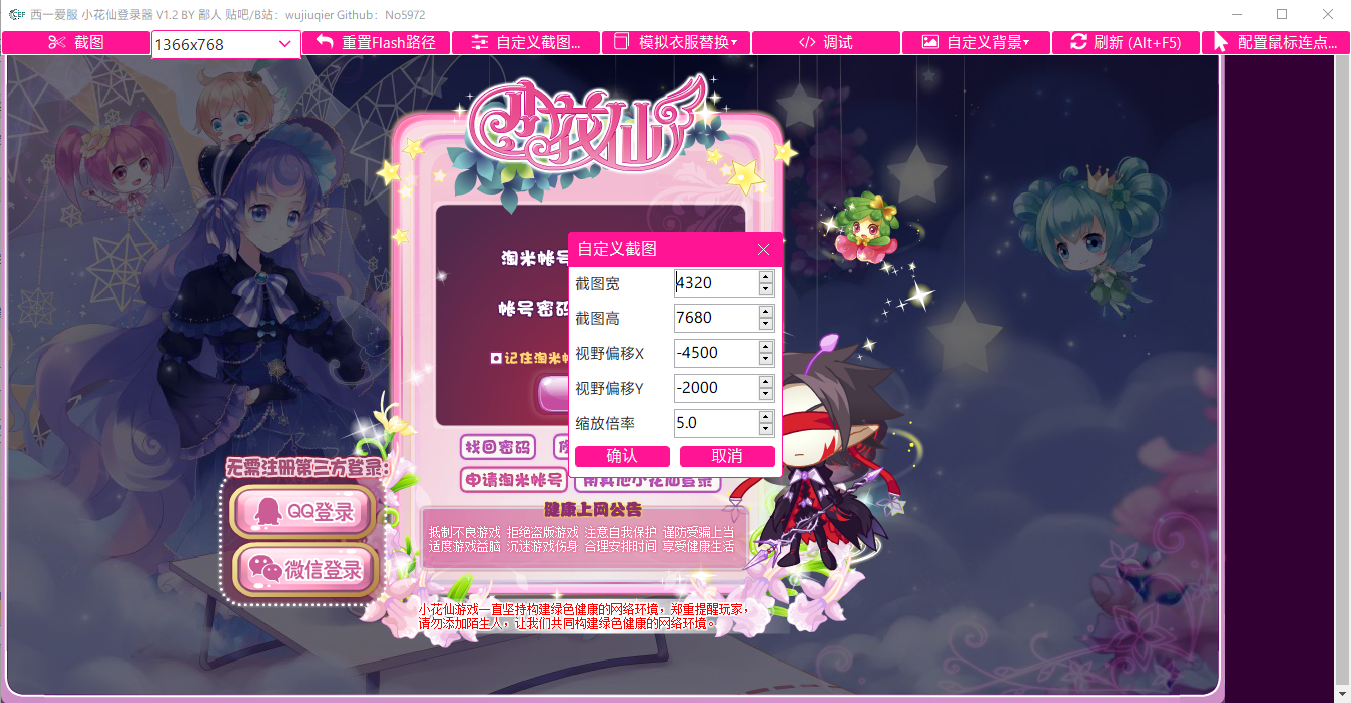 西一爱服 小花仙登录器 V1.2 BY 鄙人 贴吧/B站：wujiuqier Github：No5972
截图
1366x768
重置Flash路径
自定义截图...
模拟衣服替换
调试
自定义背景
刷新 (Alt+F5)
配置鼠标连点...
小花仙
自定义截图
淘米帐号
截图宽
4320
帐号密码
截图高
7680
视野偏移X
-4500
记住淘米
视野偏移Y
-2000
缩放倍率
5.0
找回密码
确认
取消
申请淘米帐号
用其他小花仙登录
无需注册第三方登录:
QQ登录
微信登录
健康上网公告
抵制不良游戏 拒绝盗版游戏 注意自我保护 谨防受骗上当
适度游戏益脑 沉迷游戏伤身 合理安排时间 享受健康生活
小花仙游戏一直坚持构建绿色健康的网络环境，郑重提醒玩家，
请勿添加陌生人，让我们共同构建绿色健康的网络环境。